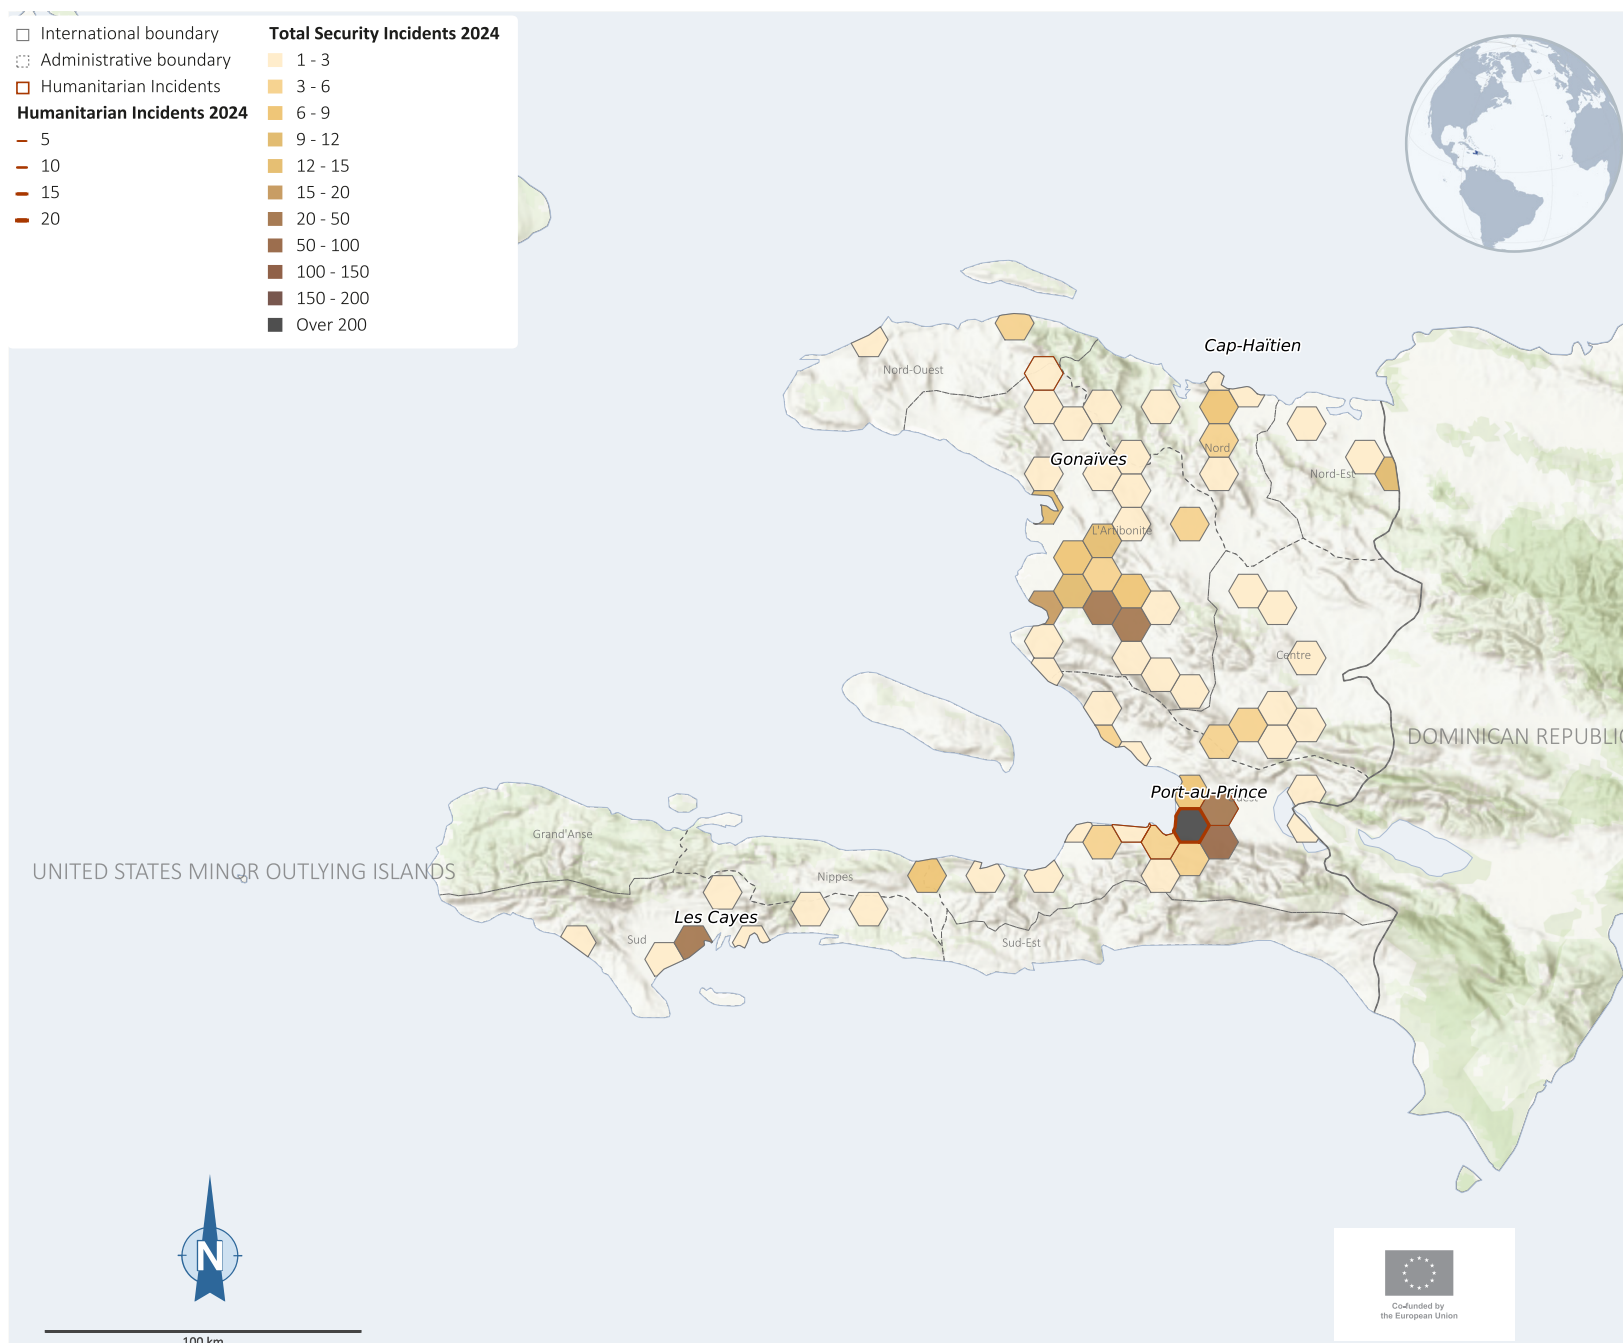 International boundary
Administrative boundary
Humanitarian Incidents
Humanitarian Incidents 2024
5
10
15
20
Total Security Incidents 2024
1 - 3
3 - 6
6 - 9
9 - 12
12 - 15
15 - 20
20 - 50
50 - 100
100 - 150
150 - 200
Over 200
Cap-Haïtien
Nord-Ouest
Nord
Gonaïves
Nord-Est
L'Artibonite
Centre
DOMINICAN REPUBLIC
Port-au-Prince
Grand'Anse
UNITED STATES MINOR OUTLYING ISLANDS
Nippes
Les Cayes
Sud
Sud-Est
N
100 km
Co-funded by
the European Union